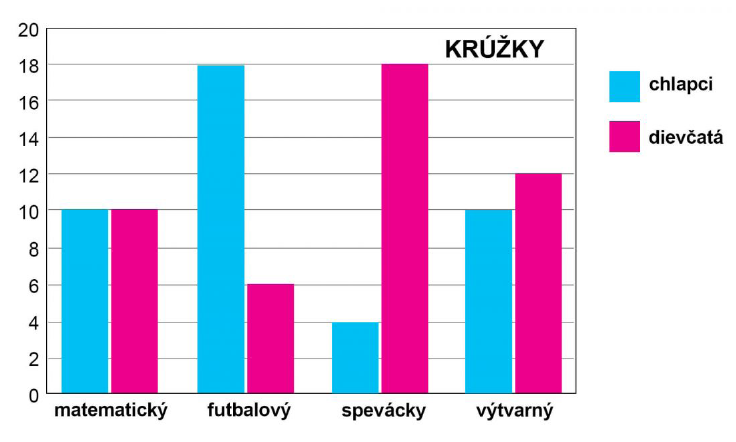 KRÚŽKY
20
18
16
14
12
10
8
6
4
2
0
matematický futbalový spevácky výtvarný
chlapci
dievčatá